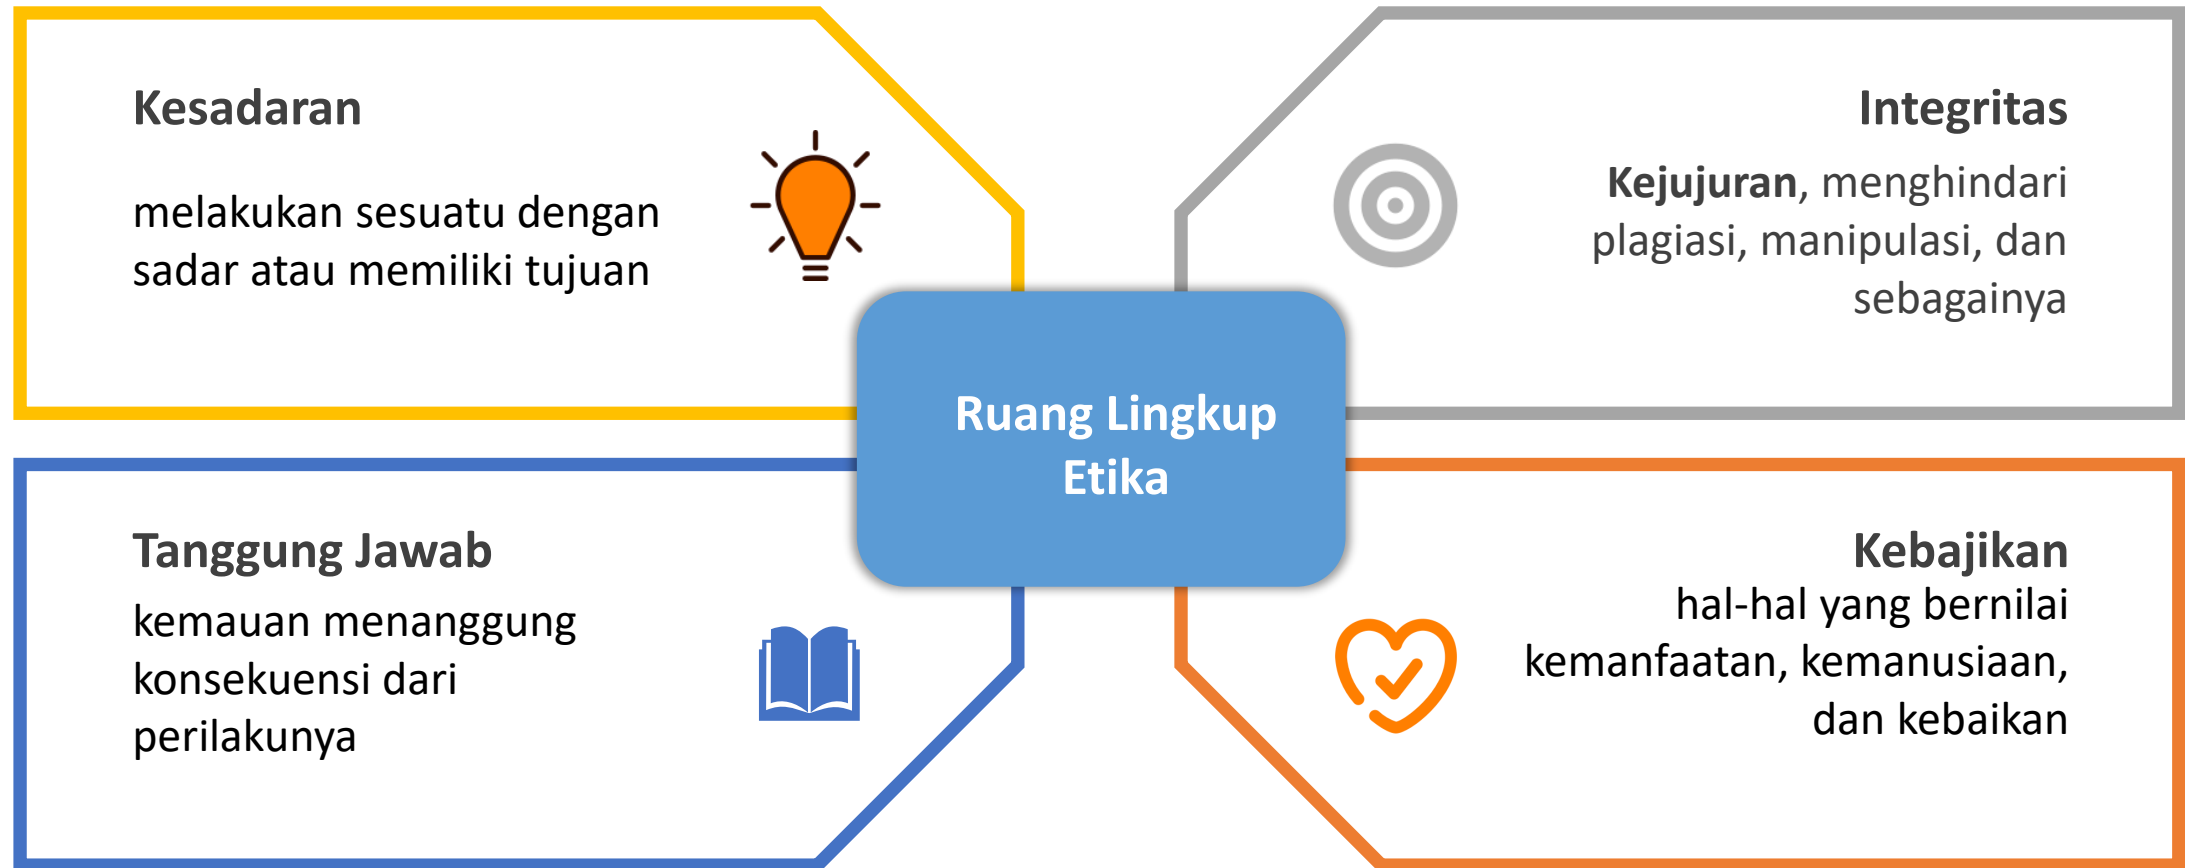 Kesadaran
melakukan sesuatu dengan
sadar atau memiliki tujuan
Integritas
Kejujuran, menghindari
plagiasi, manipulasi, dan
sebagainya
Ruang Lingkup
Etika
Tanggung Jawab
kemauan menanggung
konsekuensi dari
perilakunya
Kebajikan
hal-hal yang bernilai
kemanfaatan, kemanusiaan,
dan kebaikan